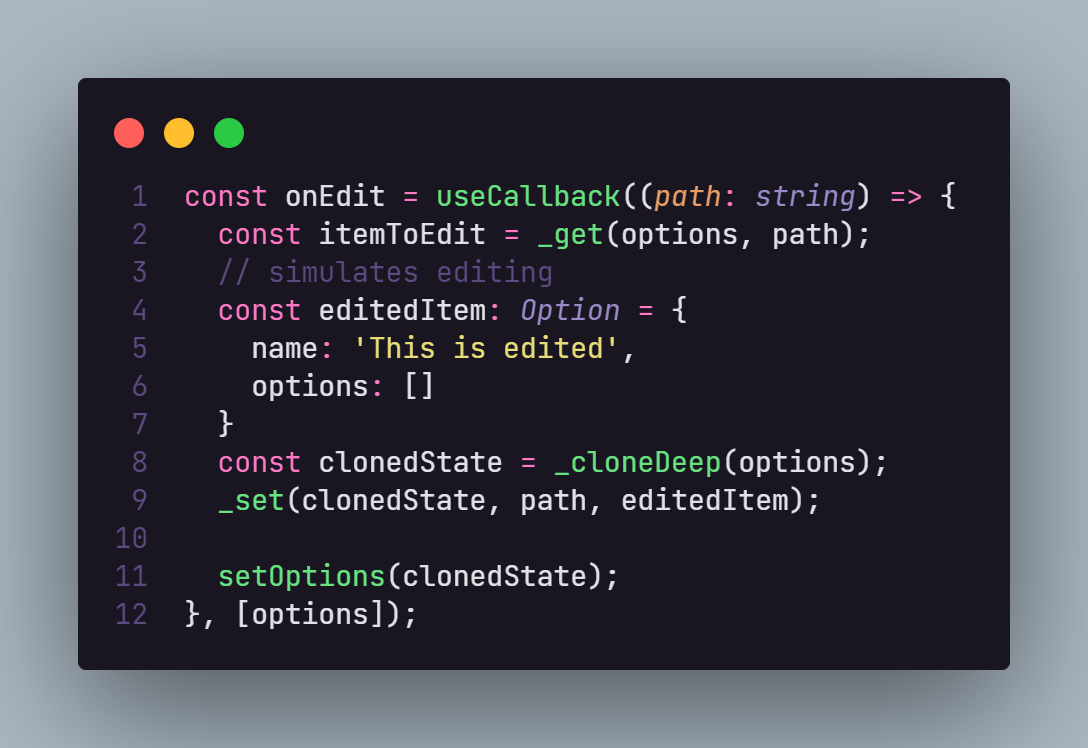 1 const onEdit = useCallback((path: string) => {
2   const itemToEdit = _get(options, path);
3   // simulates editing
4   const editedItem: Option = {
5     name: 'This is edited',
6     options: []
7   }
8   const clonedState = _cloneDeep(options);
9   _set(clonedState, path, editedItem);
10
11   setOptions(clonedState);
12 }, [options]);